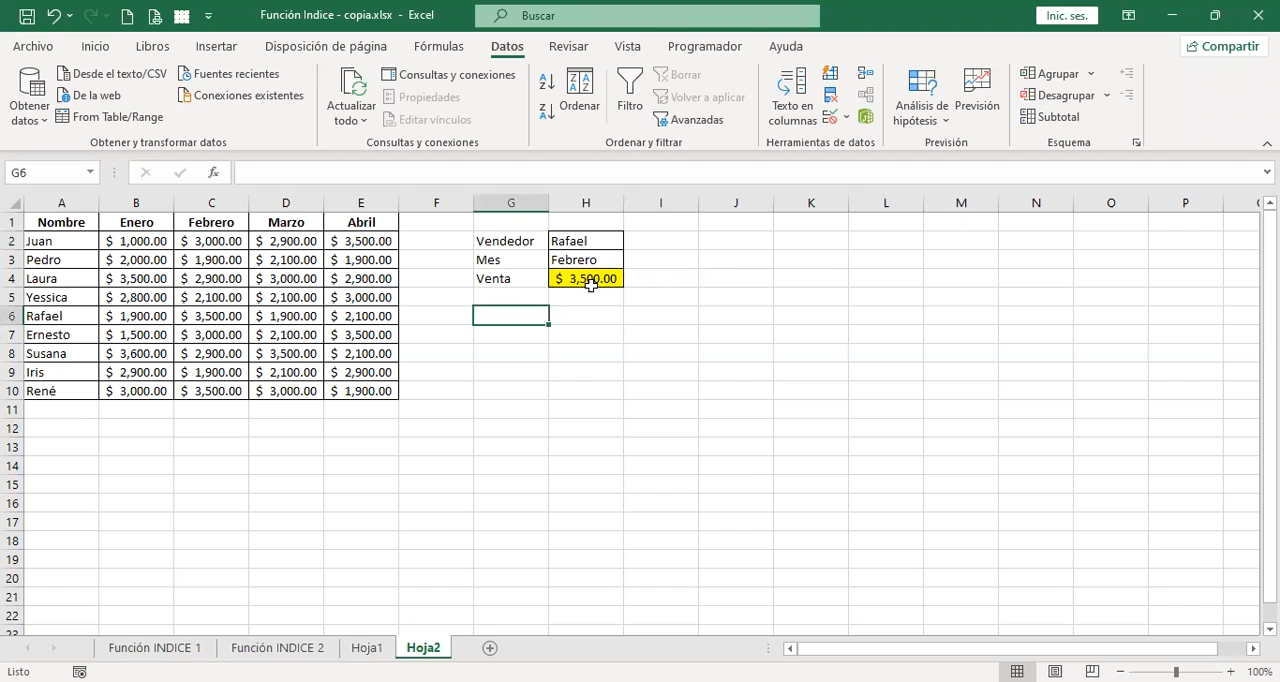 Función Indice - copia.xlsx - Excel
Buscar
Inic. ses.
Archivo Inicio Libros Insertar Disposición de página Fórmulas Datos Revisar Vista Programador Ayuda
Compartir
Obtener datos
Desde el texto/CSV
De la web
From Table/Range
Fuentes recientes
Conexiones existentes
Obtener y transformar datos
Actualizar todo
Consultas y conexiones
Propiedades
Editar vínculos
Consultas y conexiones
Ordenar
Filtro
Borrar
Volver a aplicar
Avanzadas
Ordenar y filtrar
Texto en columnas
Herramientas de datos
Análisis de hipótesis
Previsión
Previsión
Agrupar
Desagrupar
Subtotal
Esquema
G6
fx
A B C D E F G H I J K L M N O P
1 Nombre Enero Febrero Marzo Abril
2 Juan $ 1,000.00 $ 3,000.00 $ 2,900.00 $ 3,500.00 Vendedor Rafael
3 Pedro $ 2,000.00 $ 1,900.00 $ 2,100.00 $ 1,900.00 Mes Febrero
4 Laura $ 3,500.00 $ 2,900.00 $ 3,000.00 $ 2,900.00 Venta $ 3,500.00
5 Yessica $ 2,800.00 $ 2,100.00 $ 2,100.00 $ 3,000.00
6 Rafael $ 1,900.00 $ 3,500.00 $ 1,900.00 $ 2,100.00
7 Ernesto $ 1,500.00 $ 3,000.00 $ 2,100.00 $ 3,500.00
8 Susana $ 3,600.00 $ 2,900.00 $ 3,500.00 $ 2,100.00
9 Iris $ 2,900.00 $ 1,900.00 $ 2,100.00 $ 2,900.00
10 René $ 3,000.00 $ 3,500.00 $ 3,000.00 $ 1,900.00
11
12
13
14
15
16
17
18
19
20
21
22
23
Función INDICE 1 Función INDICE 2 Hoja1 Hoja2
Listo
100%